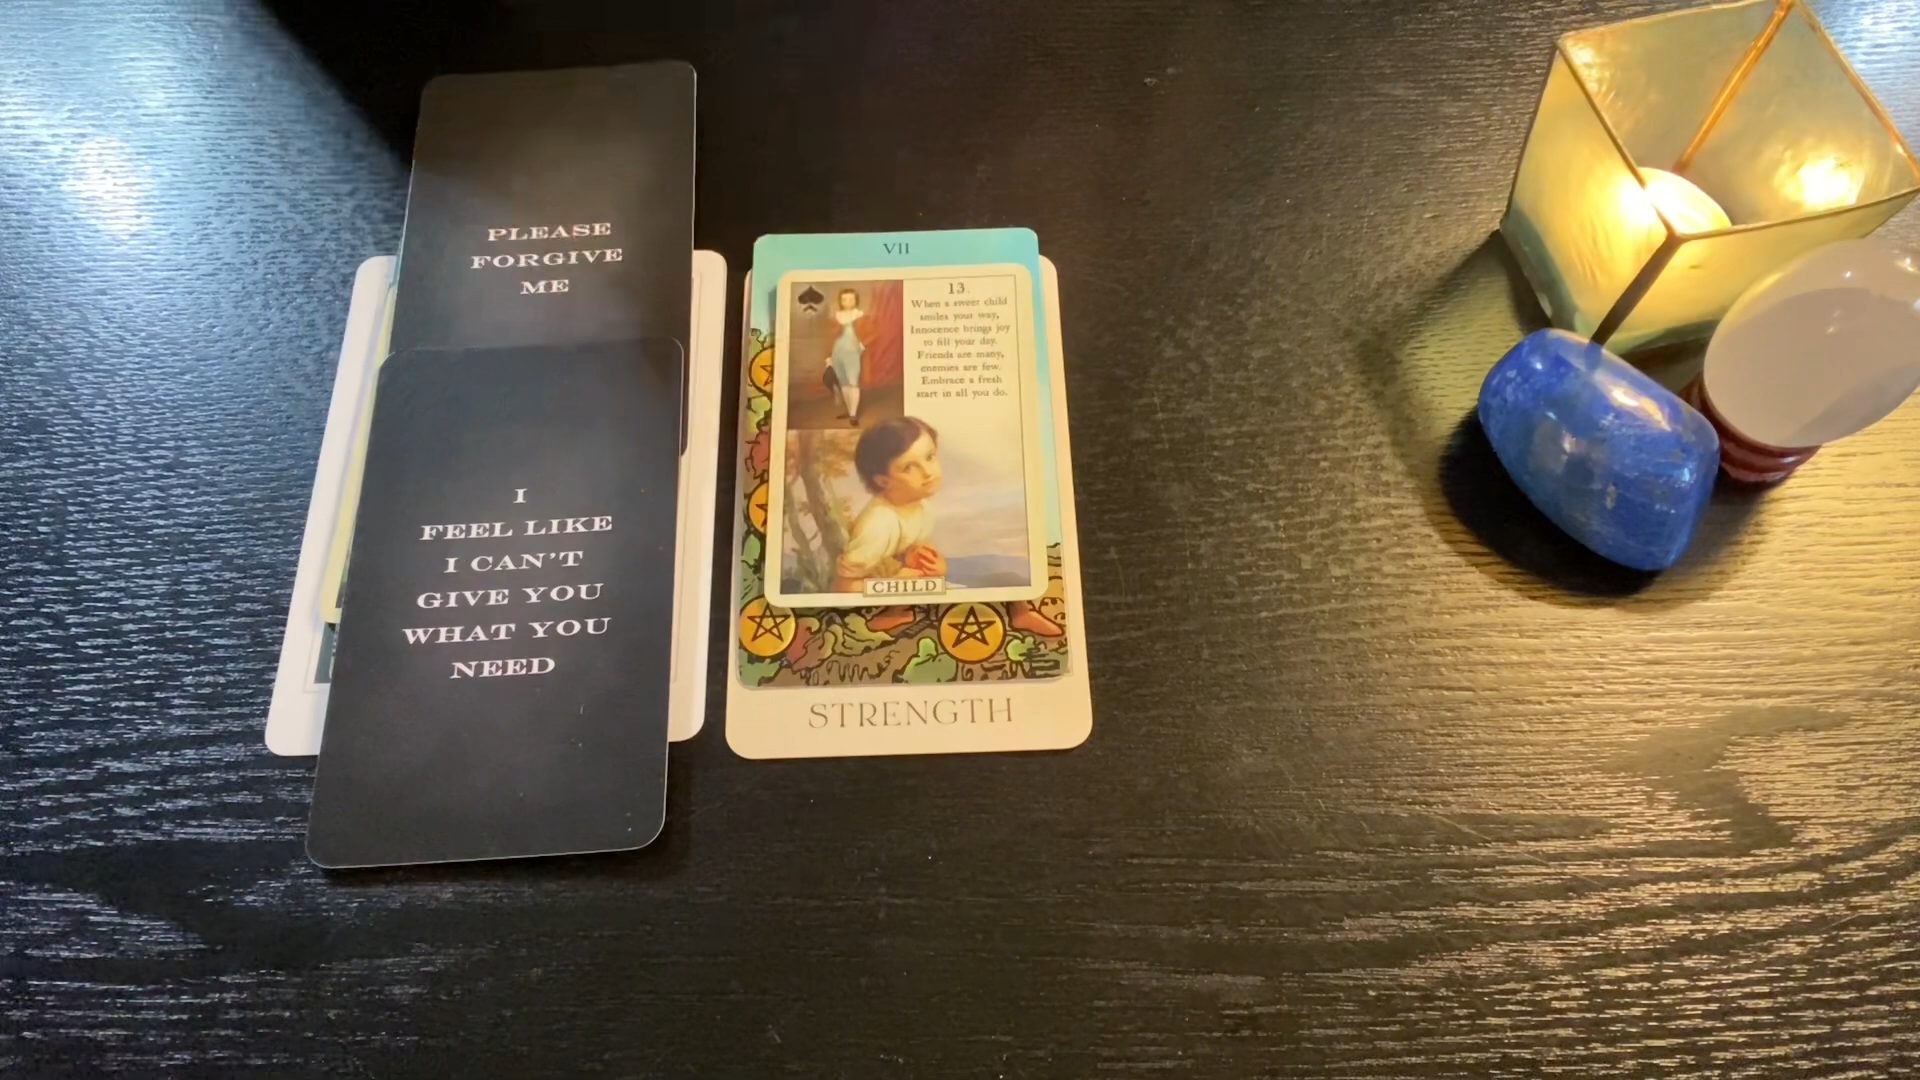 PLEASE
FORGIVE
ME
I
FEEL LIKE
I CAN'T
GIVE YOU
WHAT YOU
NEED
VII
13
When a sweet child
smiles your way,
Innocence brings joy
to fill your day.
Friends are many,
enemies are few.
Embrace a fresh
start in all you do.
CHILD
STRENGTH